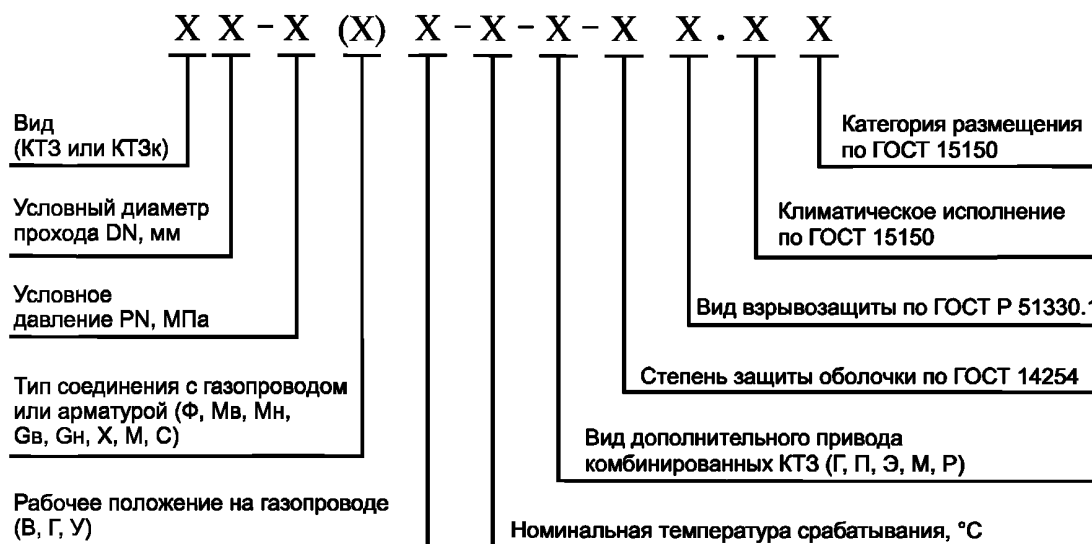 X X - X (X) X - X - X - X X . X X
Вид
(КТЗ или КТЗк)
Условный диаметр
прохода DN, мм
Условное
давление PN, МПа
Тип соединения с газопроводом
или арматурой (Ф, Мв, Мн,
Gв, Gн, Х, М, С)
Рабочее положение на газопроводе
(В, Г, У)
Категория размещения
по ГОСТ 15150
Климатическое исполнение
по ГОСТ 15150
Вид взрывозащиты по ГОСТ Р 51330.1
Степень защиты оболочки по ГОСТ 14254
Вид дополнительного привода
комбинированных КТЗ (Г, П, Э, М, Р)
Номинальная температура срабатывания, °С